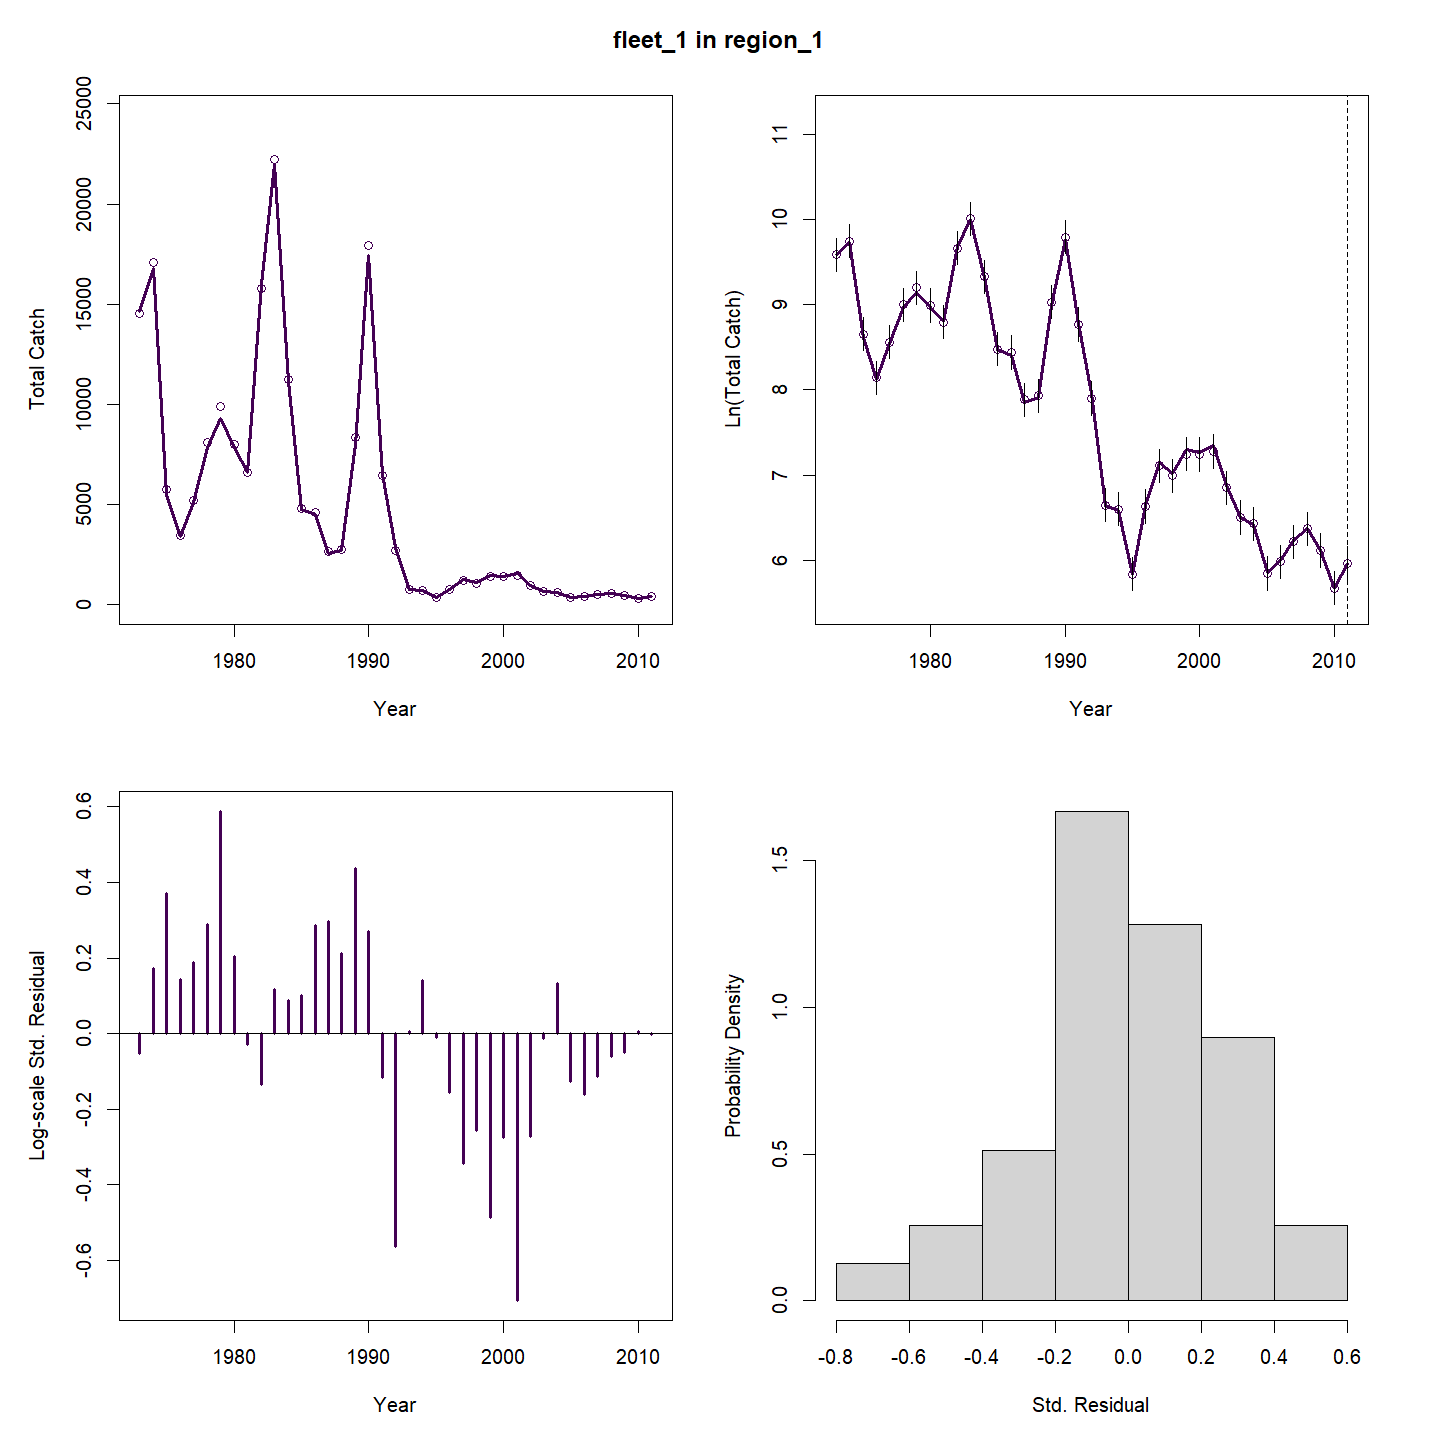 fleet_1 in region_1
Total Catch
0 5000 10000 15000 20000 25000
1980 1990 2000 2010
Year
Ln(Total Catch)
6 7 8 9 10 11
1980 1990 2000 2010
Year
Log-scale Std. Residual
-0.6 -0.4 -0.2 0.0 0.2 0.4 0.6
1980 1990 2000 2010
Year
Probability Density
0.0 0.5 1.0 1.5
-0.8 -0.6 -0.4 -0.2 0.0 0.2 0.4 0.6
Std. Residual